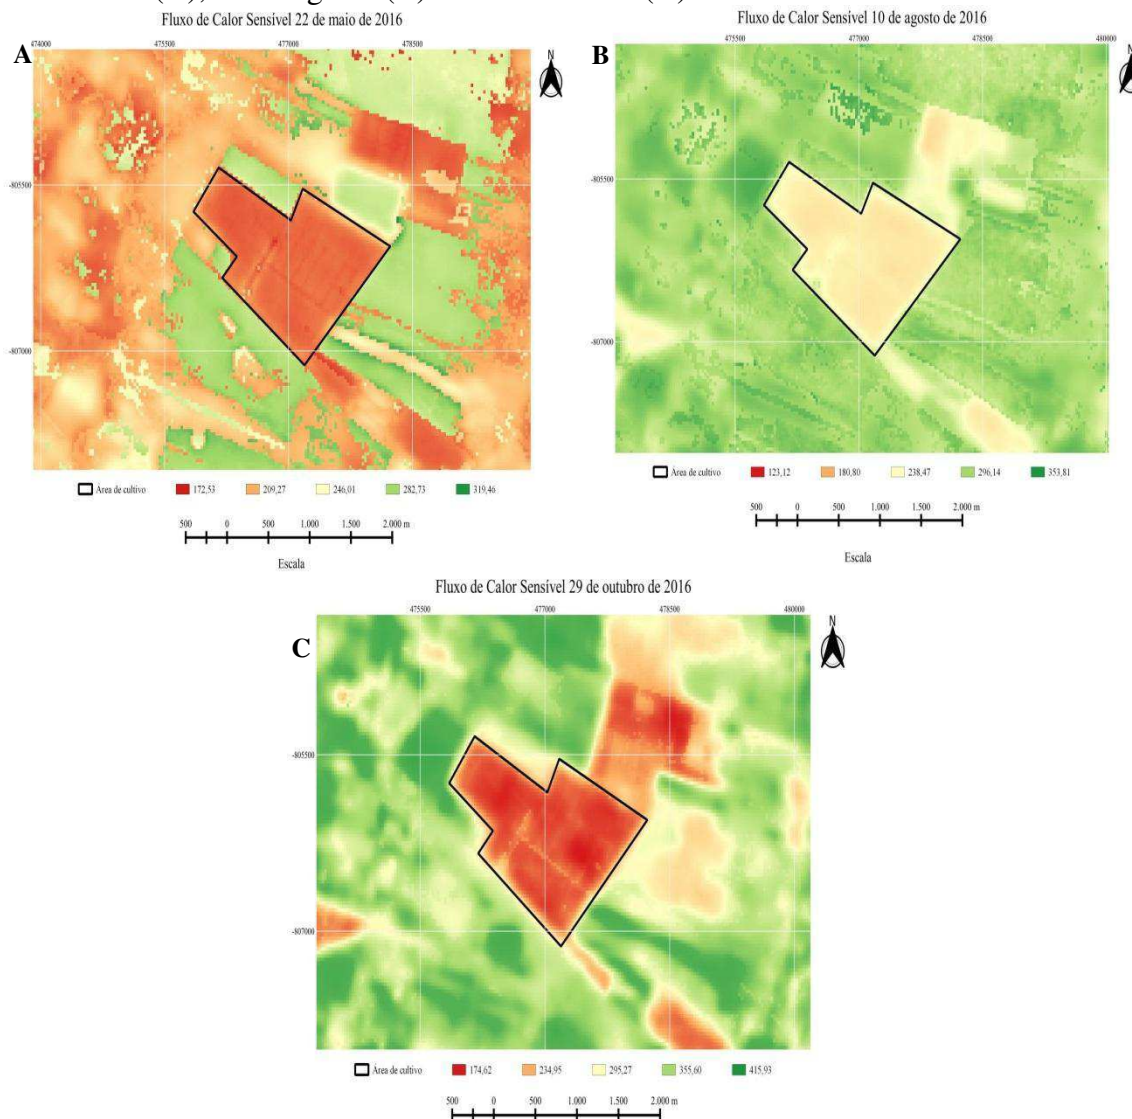 Fluxo de Calor Sensível 22 de maio de 2016
A
474000 475500 477000 478500
N
-805500
-807000
Área de cultivo 172,53 209,27 246,01 282,73 319,46
500 0 500 1.000 1.500 2.000 m
Escala
Fluxo de Calor Sensível 10 de agosto de 2016
B
475500 477000 478500 480000
N
-805500
-807000
Área de cultivo 123,12 180,80 238,47 296,14 353,81
500 0 500 1.000 1.500 2.000 m
Escala
Fluxo de Calor Sensível 29 de outubro de 2016
C
475500 477000 478500 480000
N
-805500
-807000
Área de cultivo 174,62 234,95 295,27 355,60 415,93
500 0 500 1.000 1.500 2.000 m